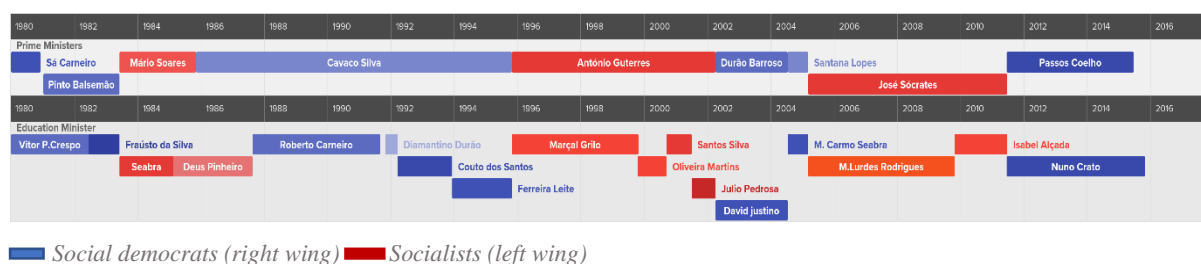 1980 1982 1984 1986 1988 1990 1992 1994 1996 1998 2000 2002 2004 2006 2008 2010 2012 2014 2016
Prime Ministers
Sá Carneiro Mário Soares Cavaco Silva António Guterres Durão Barroso Santana Lopes Passos Coelho
Pinto Balsemão José Sócrates
1980 1982 1984 1986 1988 1990 1992 1994 1996 1998 2000 2002 2004 2006 2008 2010 2012 2014 2016
Education Minister
Vitor P.Crespo Fraústo da Silva Roberto Carneiro Diamantino Durão Marçal Grilo Santos Silva M. Carmo Seabra Isabel Alçada
Seabra Deus Pinheiro Couto dos Santos Oliveira Martins M.Lurdes Rodrigues Nuno Crato
Ferreira Leite Julio Pedrosa
David justino
Social democrats (right wing) Socialists (left wing)